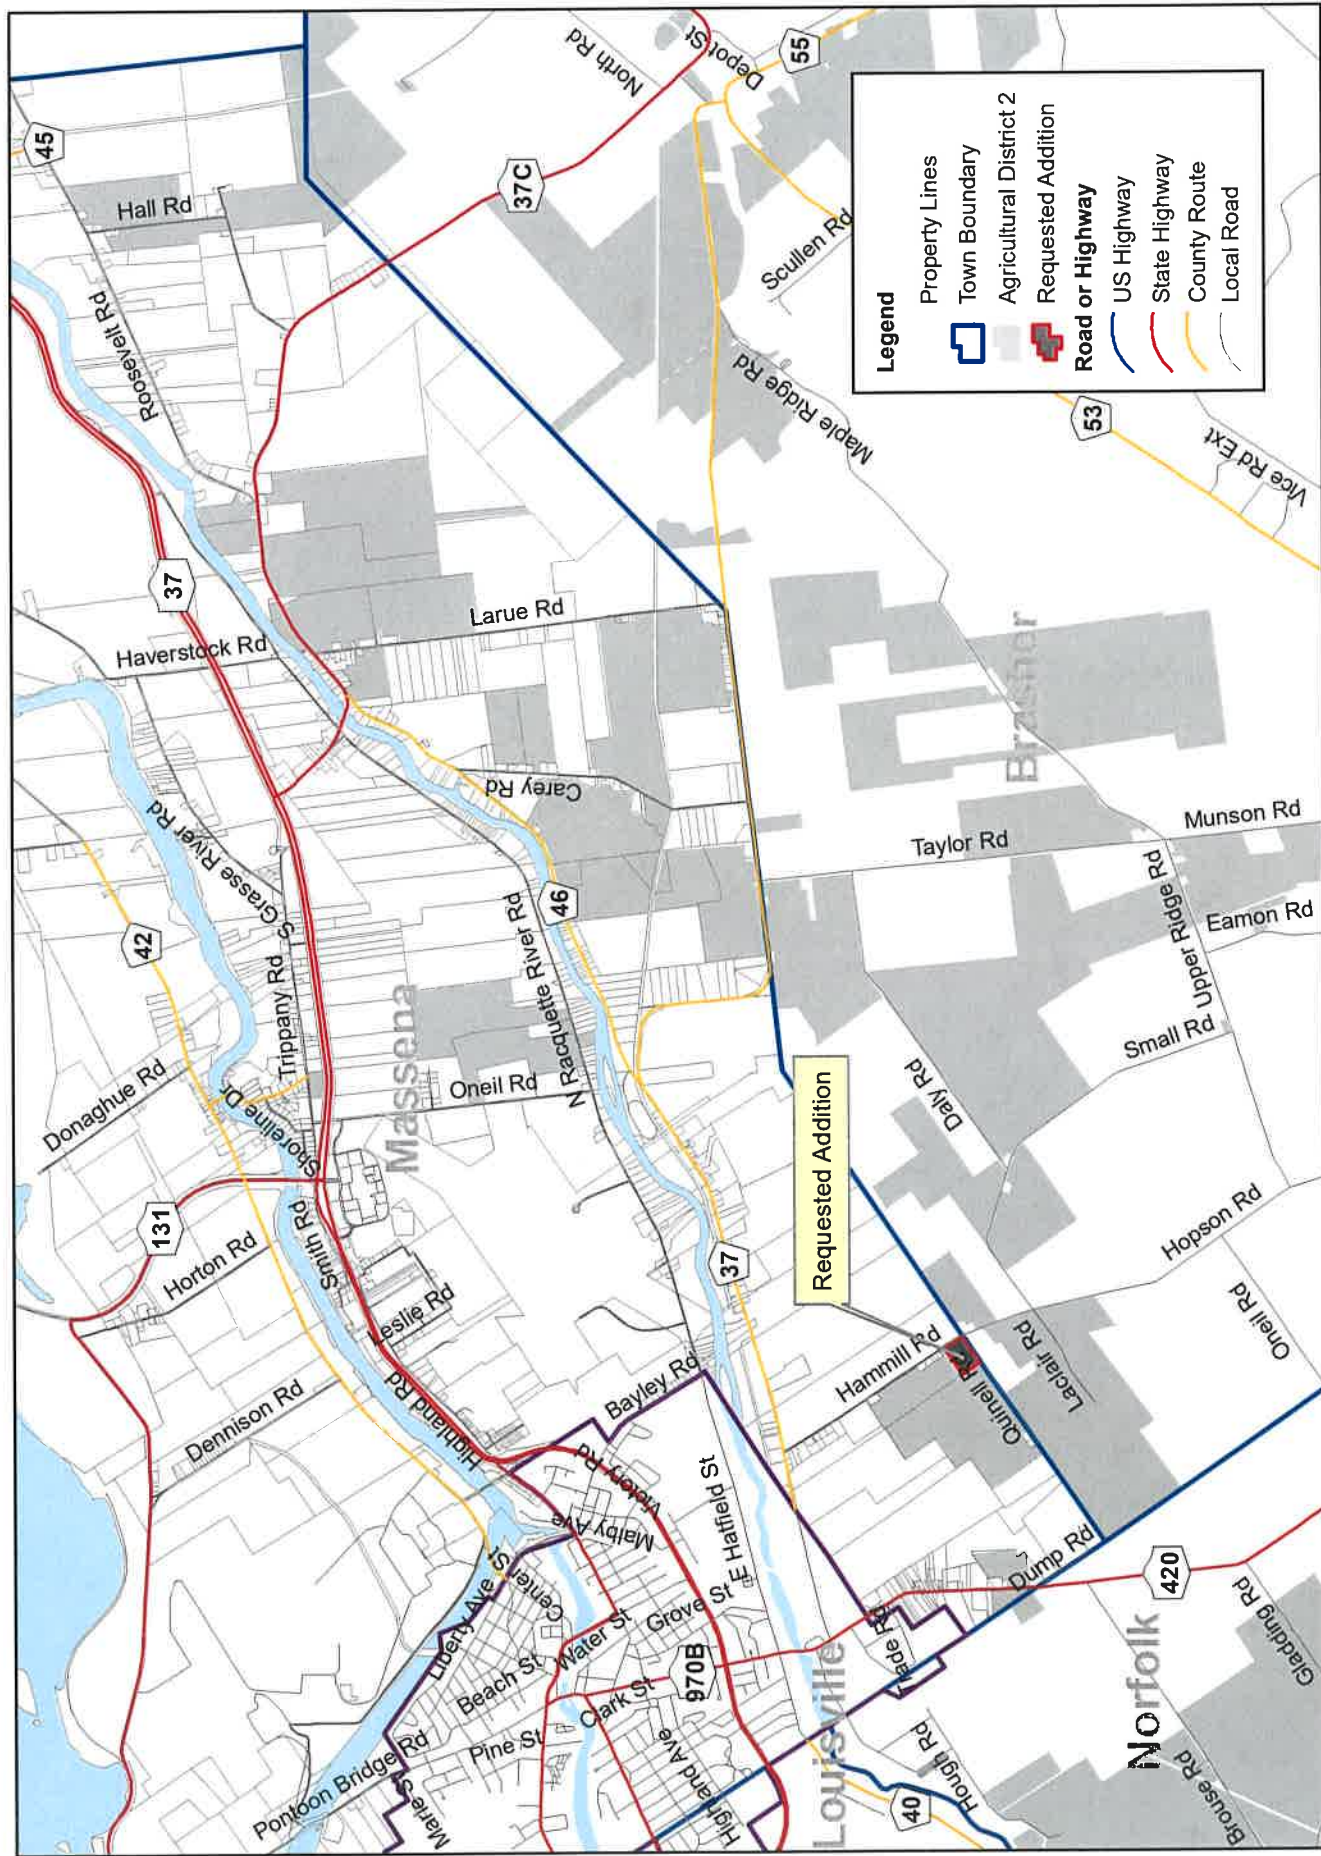 45
Hall Rd
North Rd
Depot St
55
37C
Roosevelt Rd
Scullen Rd
Maple Ridge Rd
53
Vice Rd Ext
37
Haverstock Rd
Larue Rd
S Grasse River Rd
Carey Rd
Brasher
Taylor Rd
Munson Rd
42
Trippany Rd
N Racquette River Rd
46
Upper Ridge Rd
Eamon Rd
Donaghue Rd
Shoreline Dr
Massena
Oneil Rd
Daly Rd
Small Rd
131
Horton Rd
Smith Rd
Leslie Rd
37
Requested Addition
Hopson Rd
Oneil Rd
Dennison Rd
Highland Rd
Bayley Rd
Hammill Rd
Quinell Rd
Laclair Rd
Victory Rd
Malby Ave
E Hatfield St
Dump Rd
420
Liberty Ave
Center St
Beach St
Water St
Grove St
Clark St
970B
Trade Rd
Gladding Rd
Pontoon Bridge Rd
Marie St
Pine St
Highland Ave
Louisville
Norfolk
40
Hough Rd
Brouse Rd
Legend
Property Lines
Town Boundary
Agricultural District 2
Requested Addition
Road or Highway
US Highway
State Highway
County Route
Local Road